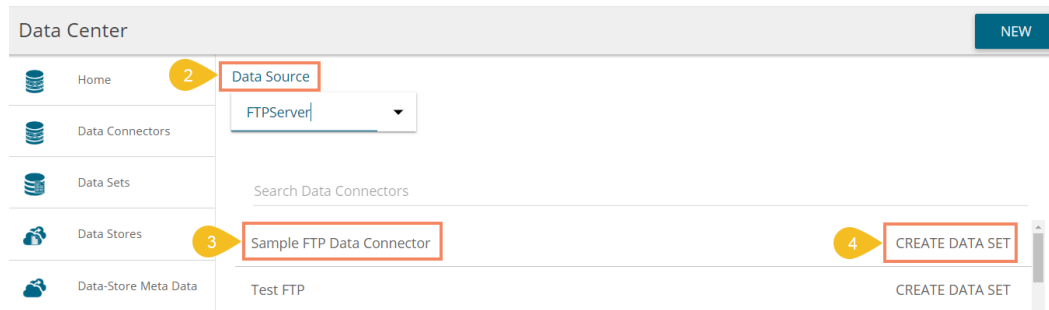 Data Center
NEW
Home
2
Data Source
FTPServer
Data Connectors
Data Sets
Search Data Connectors
Data Stores
3
Sample FTP Data Connector
4
CREATE DATA SET
Data-Store Meta Data
Test FTP
CREATE DATA SET